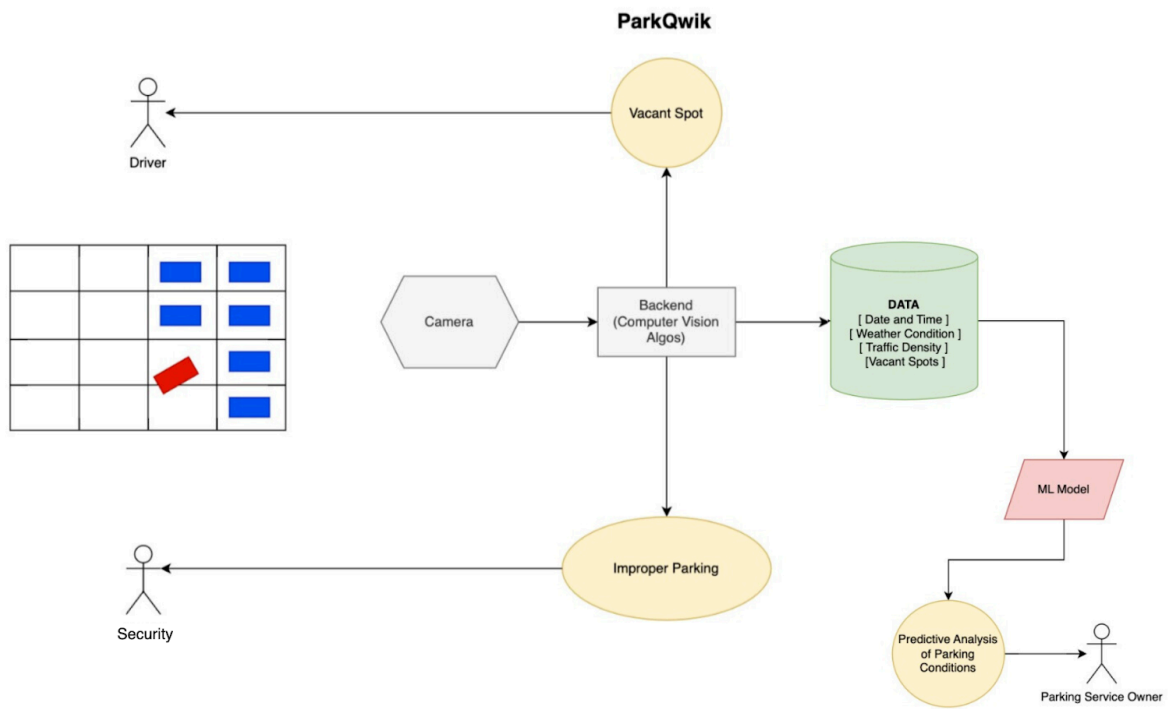 ParkQwik
Vacant Spot
Driver
Camera
Backend
(Computer Vision
Algos)
DATA
[ Date and Time ]
[ Weather Condition ]
[ Traffic Density ]
[Vacant Spots ]
ML Model
Improper Parking
Security
Predictive Analysis
of Parking
Conditions
Parking Service Owner